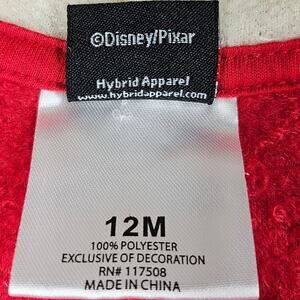 ©Disney/Pixar
Hybrid Apparel
www.hybridapparel.com
12M
100% POLYESTER
EXCLUSIVE OF DECORATION
RN# 117508
MADE IN CHINA